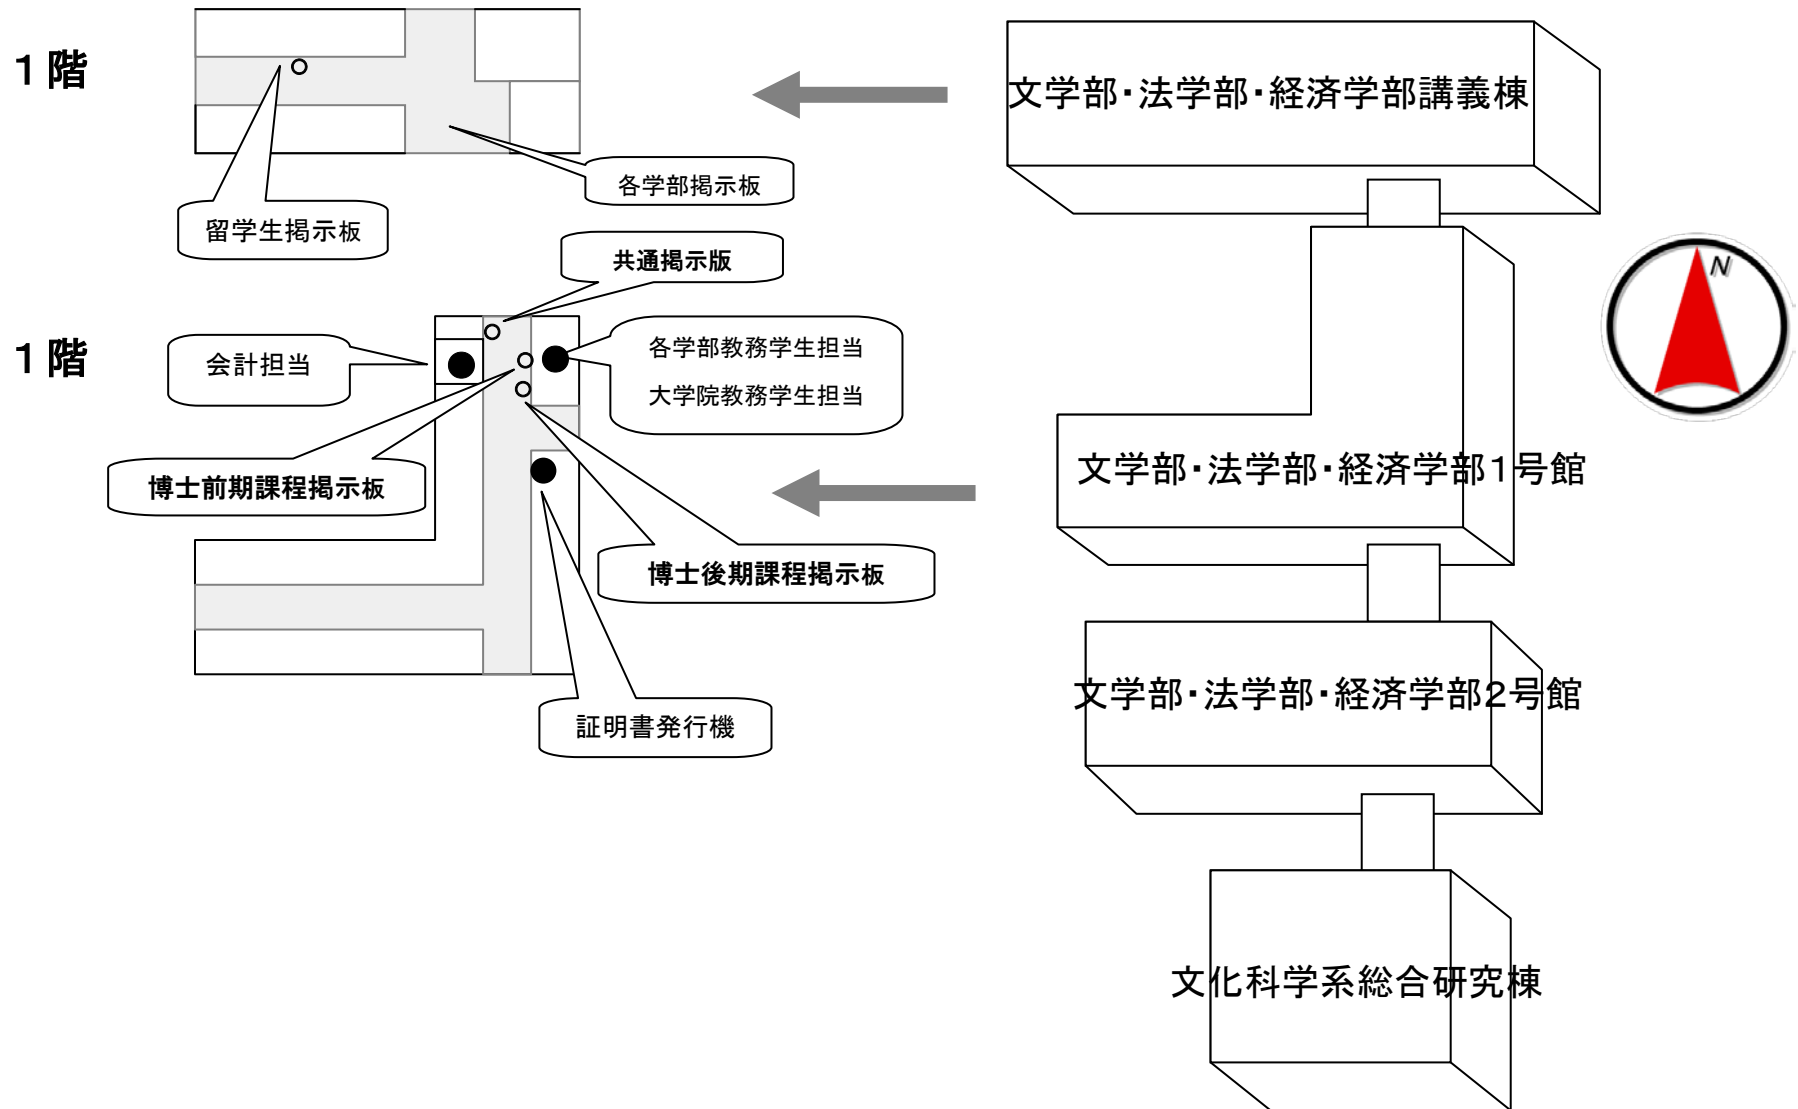 1階
文学部・法学部・経済学部講義棟
各学部掲示板
留学生掲示板
共通掲示版
N
1階
会計担当
各学部教務学生担当
大学院教務学生担当
博士前期課程掲示板
文学部・法学部・経済学部1号館
博士後期課程掲示板
文学部・法学部・経済学部2号館
証明書発行機
文化科学系総合研究棟